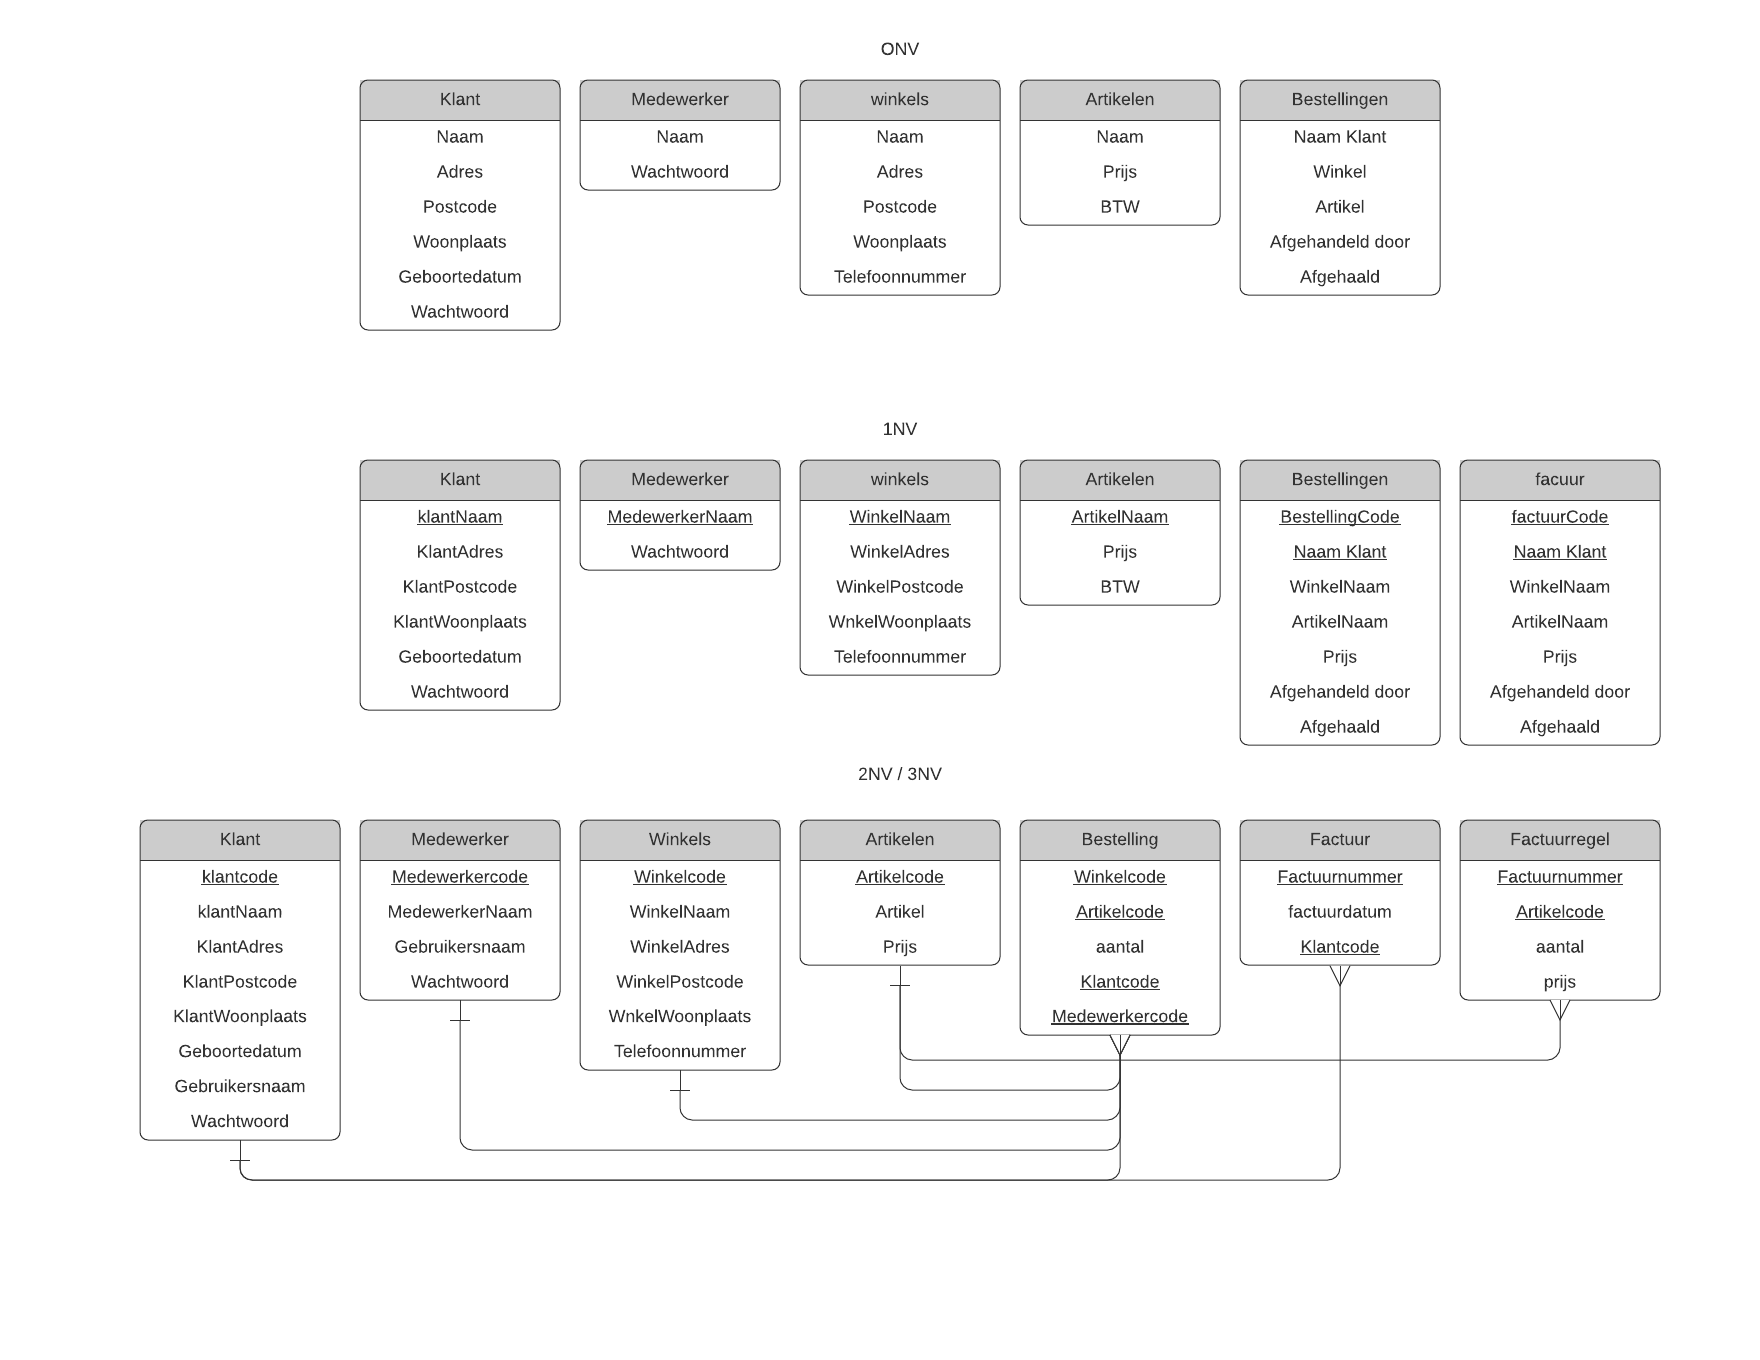 ONV
Klant
Naam
Adres
Postcode
Woonplaats
Geboortedatum
Wachtwoord
Medewerker
Naam
Wachtwoord
winkels
Naam
Adres
Postcode
Woonplaats
Telefoonnummer
Artikelen
Naam
Prijs
BTW
Bestellingen
Naam Klant
Winkel
Artikel
Afgehandeld door
Afgehaald
1NV
Klant
klantNaam
KlantAdres
KlantPostcode
KlantWoonplaats
Geboortedatum
Wachtwoord
Medewerker
MedewerkerNaam
Wachtwoord
winkels
WinkelNaam
WinkelAdres
WinkelPostcode
WnkelWoonplaats
Telefoonnummer
Artikelen
ArtikelNaam
Prijs
BTW
Bestellingen
BestellingCode
Naam Klant
WinkelNaam
ArtikelNaam
Prijs
Afgehandeld door
Afgehaald
facuur
factuurCode
Naam Klant
WinkelNaam
ArtikelNaam
Prijs
Afgehandeld door
Afgehaald
2NV / 3NV
Klant
klantcode
klantNaam
KlantAdres
KlantPostcode
KlantWoonplaats
Geboortedatum
Gebruikersnaam
Wachtwoord
Medewerker
Medewerkercode
MedewerkerNaam
Gebruikersnaam
Wachtwoord
Winkels
Winkelcode
WinkelNaam
WinkelAdres
WinkelPostcode
WnkelWoonplaats
Telefoonnummer
Artikelen
Artikelcode
Artikel
Prijs
Bestelling
Winkelcode
Artikelcode
aantal
Klantcode
Medewerkercode
Factuur
Factuurnummer
factuurdatum
Klantcode
Factuurregel
Factuurnummer
Artikelcode
aantal
prijs